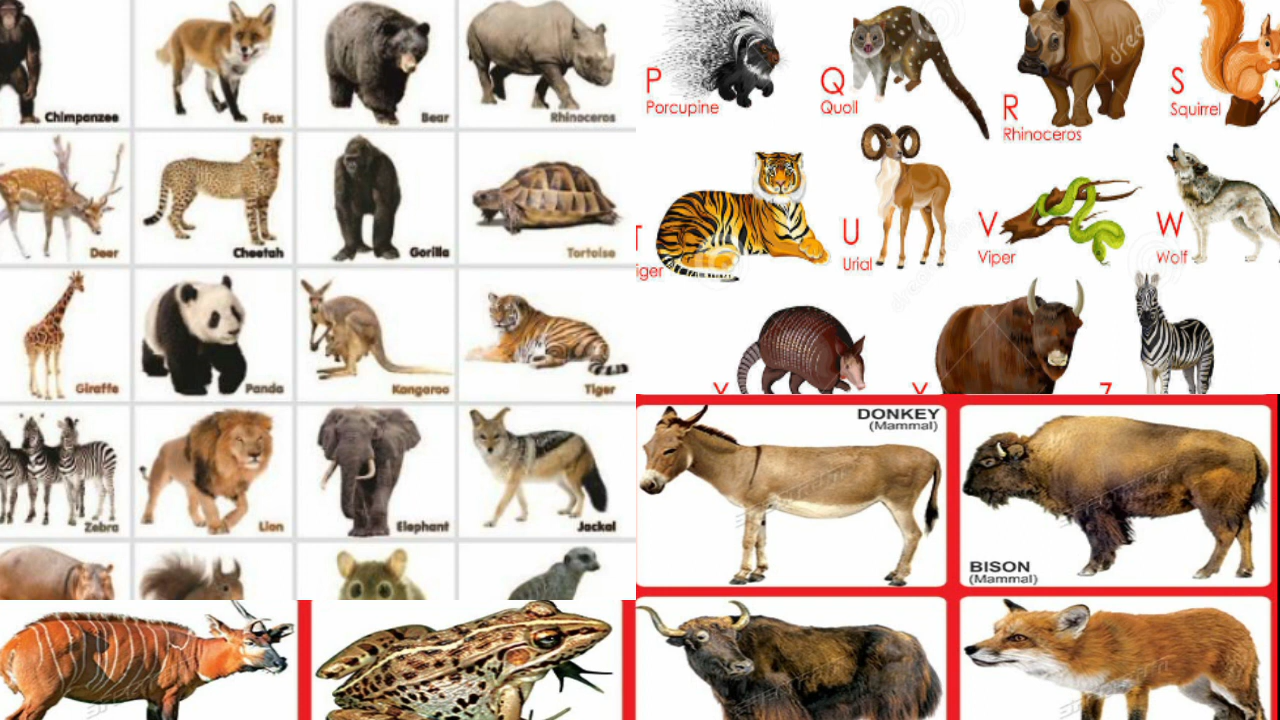 Chimpanzee
Fox
Bear
Rhinoceros
Deer
Cheetah
Gorilla
Tortoise
Giraffe
Panda
Kangaroo
Tiger
Zebra
Lion
Elephant
Jackal
P
Porcupine
Q
Quoll
R
Rhinoceros
S
Squirrel
iger
U
Urial
V
Viper
W
Wolf
DONKEY
(Mammal)
BISON
(Mammal)